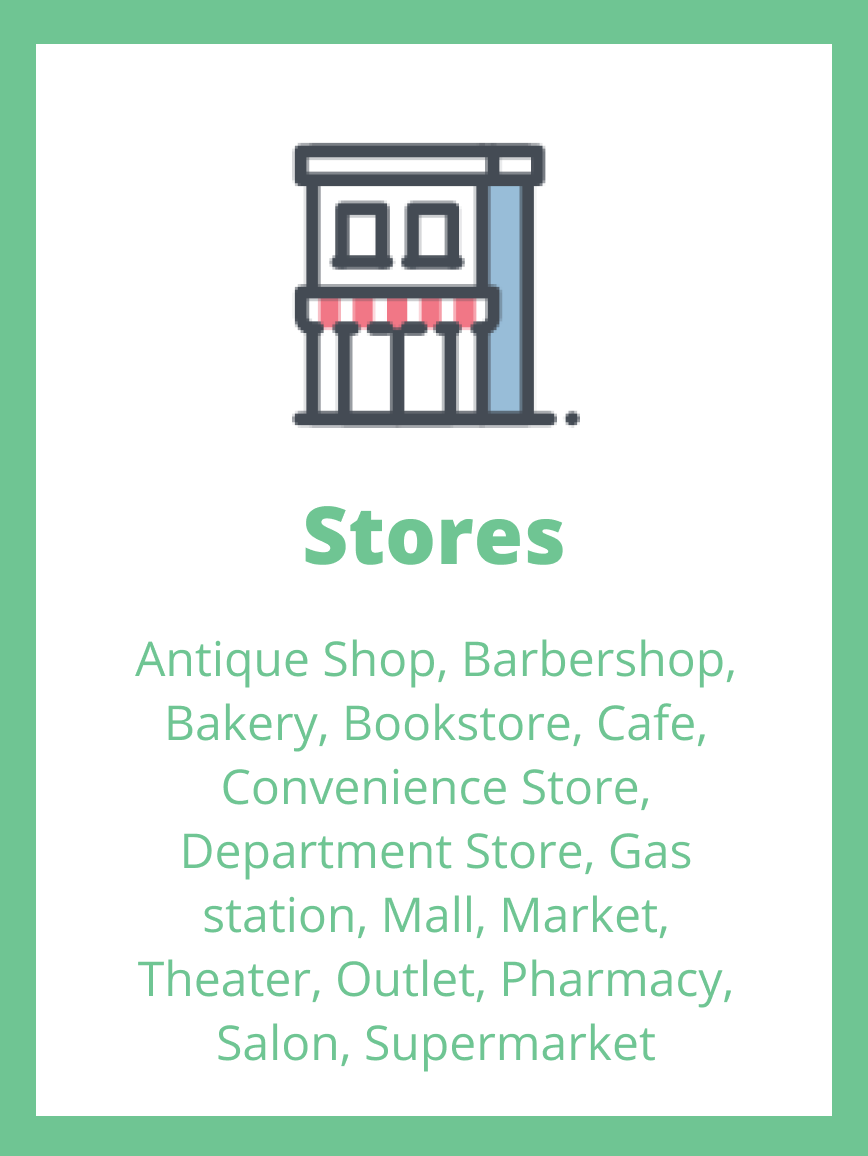 Stores
Antique Shop, Barbershop,
Bakery, Bookstore, Cafe,
Convenience Store,
Department Store, Gas
station, Mall, Market,
Theater, Outlet, Pharmacy,
Salon, Supermarket